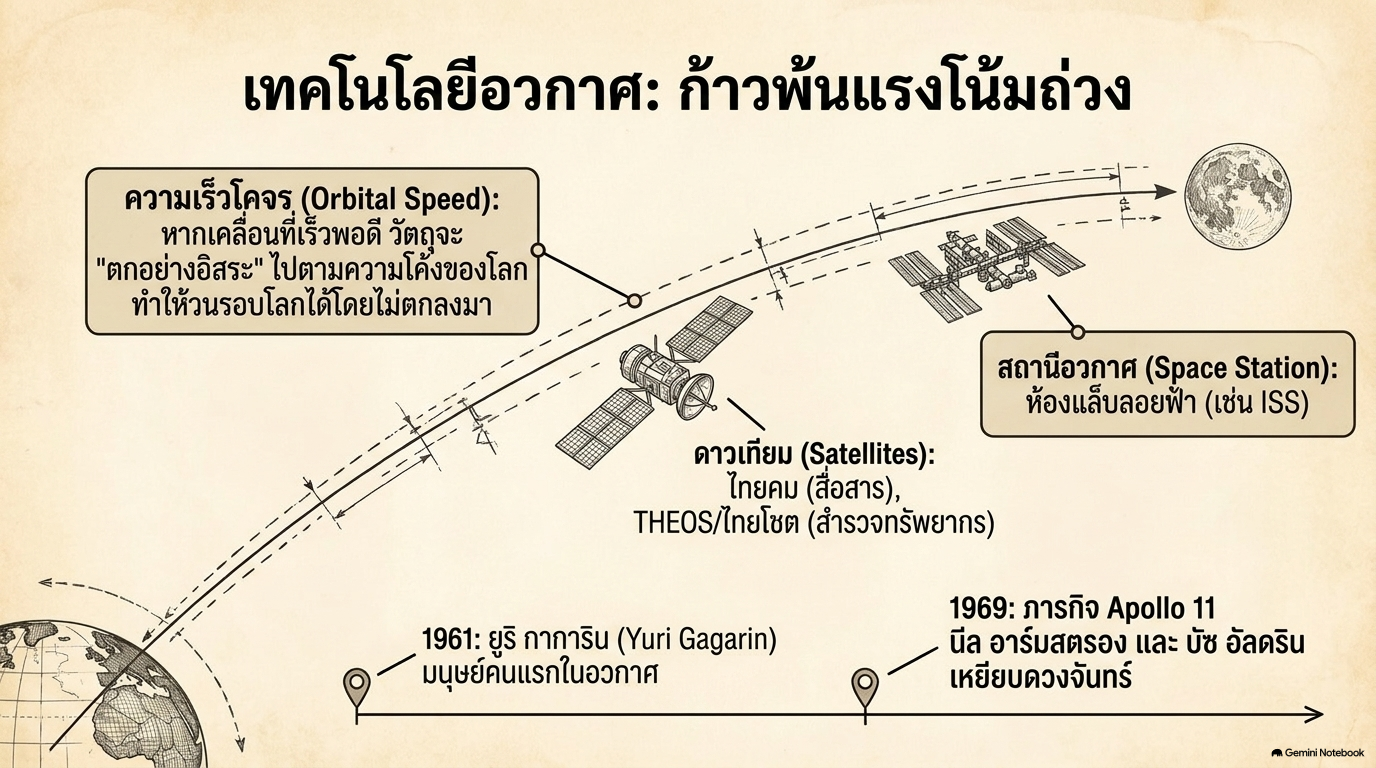 เทคโนโลยีอวกาศ: ก้าวพ้นแรงโน้มถ่วง
ความเร็วโคจร (Orbital Speed):
หากเคลื่อนที่เร็วพอดี วัตถุจะ
"ตกอย่างอิสระ" ไปตามความโค้งของโลก
ทำให้วนรอบโลกได้โดยไม่ตกลงมา
สถานีอวกาศ (Space Station):
ห้องแล็บลอยฟ้า (เช่น ISS)
ดาวเทียม (Satellites):
ไทยคม (สื่อสาร),
THEOS/ไทยโชต (สำรวจทรัพยากร)
1961: ยูริ กาการิน (Yuri Gagarin)
มนุษย์คนแรกในอวกาศ
1969: ภารกิจ Apollo 11
นีล อาร์มสตรอง และ บัซ อัลดริน
เหยียบดวงจันทร์
Gemini Notebook